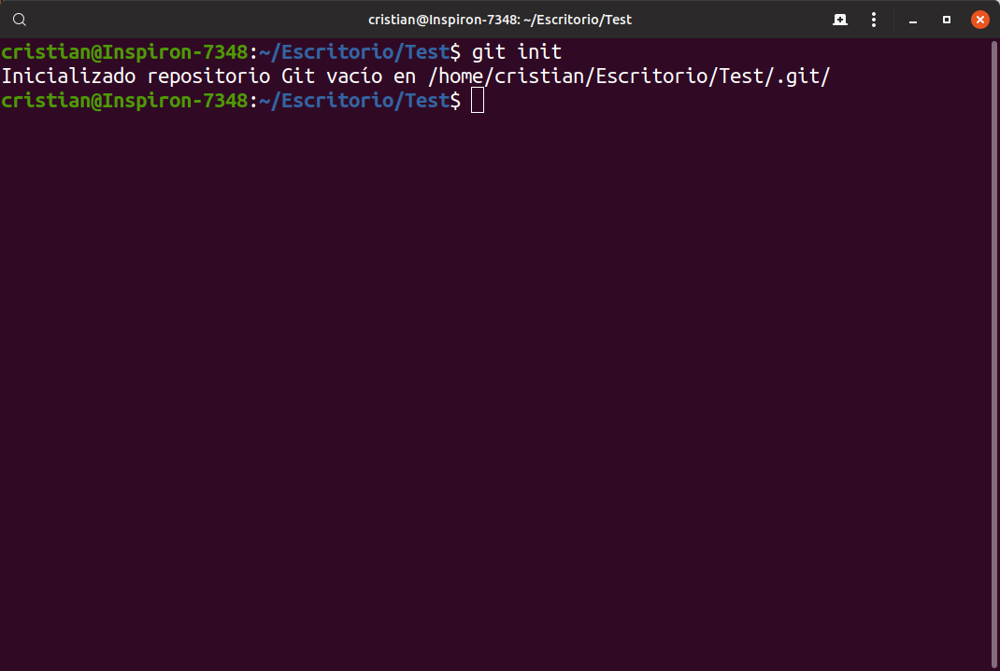 cristian@Inspiron-7348: ~/Escritorio/Test
cristian@Inspiron-7348:~/Escritorio/Test$ git init
Inicializado repositorio Git vacío en /home/cristian/Escritorio/Test/.git/
cristian@Inspiron-7348:~/Escritorio/Test$